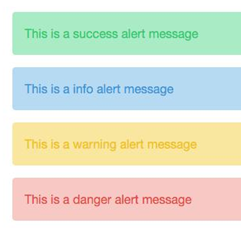 This is a success alert message
This is a info alert message
This is a warning alert message
This is a danger alert message